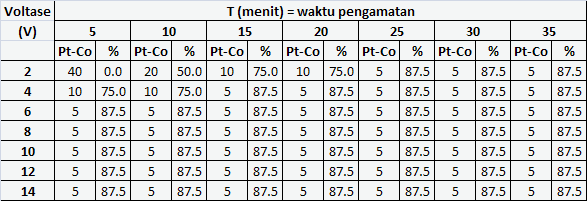 Voltase (V) T (menit) = waktu pengamatan
5 10 15 20 25 30 35
Pt-Co % Pt-Co % Pt-Co % Pt-Co % Pt-Co % Pt-Co % Pt-Co %
2 40 0.0 20 50.0 10 75.0 10 75.0 5 87.5 5 87.5 5 87.5
4 10 75.0 10 75.0 5 87.5 5 87.5 5 87.5 5 87.5 5 87.5
6 5 87.5 5 87.5 5 87.5 5 87.5 5 87.5 5 87.5 5 87.5
8 5 87.5 5 87.5 5 87.5 5 87.5 5 87.5 5 87.5 5 87.5
10 5 87.5 5 87.5 5 87.5 5 87.5 5 87.5 5 87.5 5 87.5
12 5 87.5 5 87.5 5 87.5 5 87.5 5 87.5 5 87.5 5 87.5
14 5 87.5 5 87.5 5 87.5 5 87.5 5 87.5 5 87.5 5 87.5